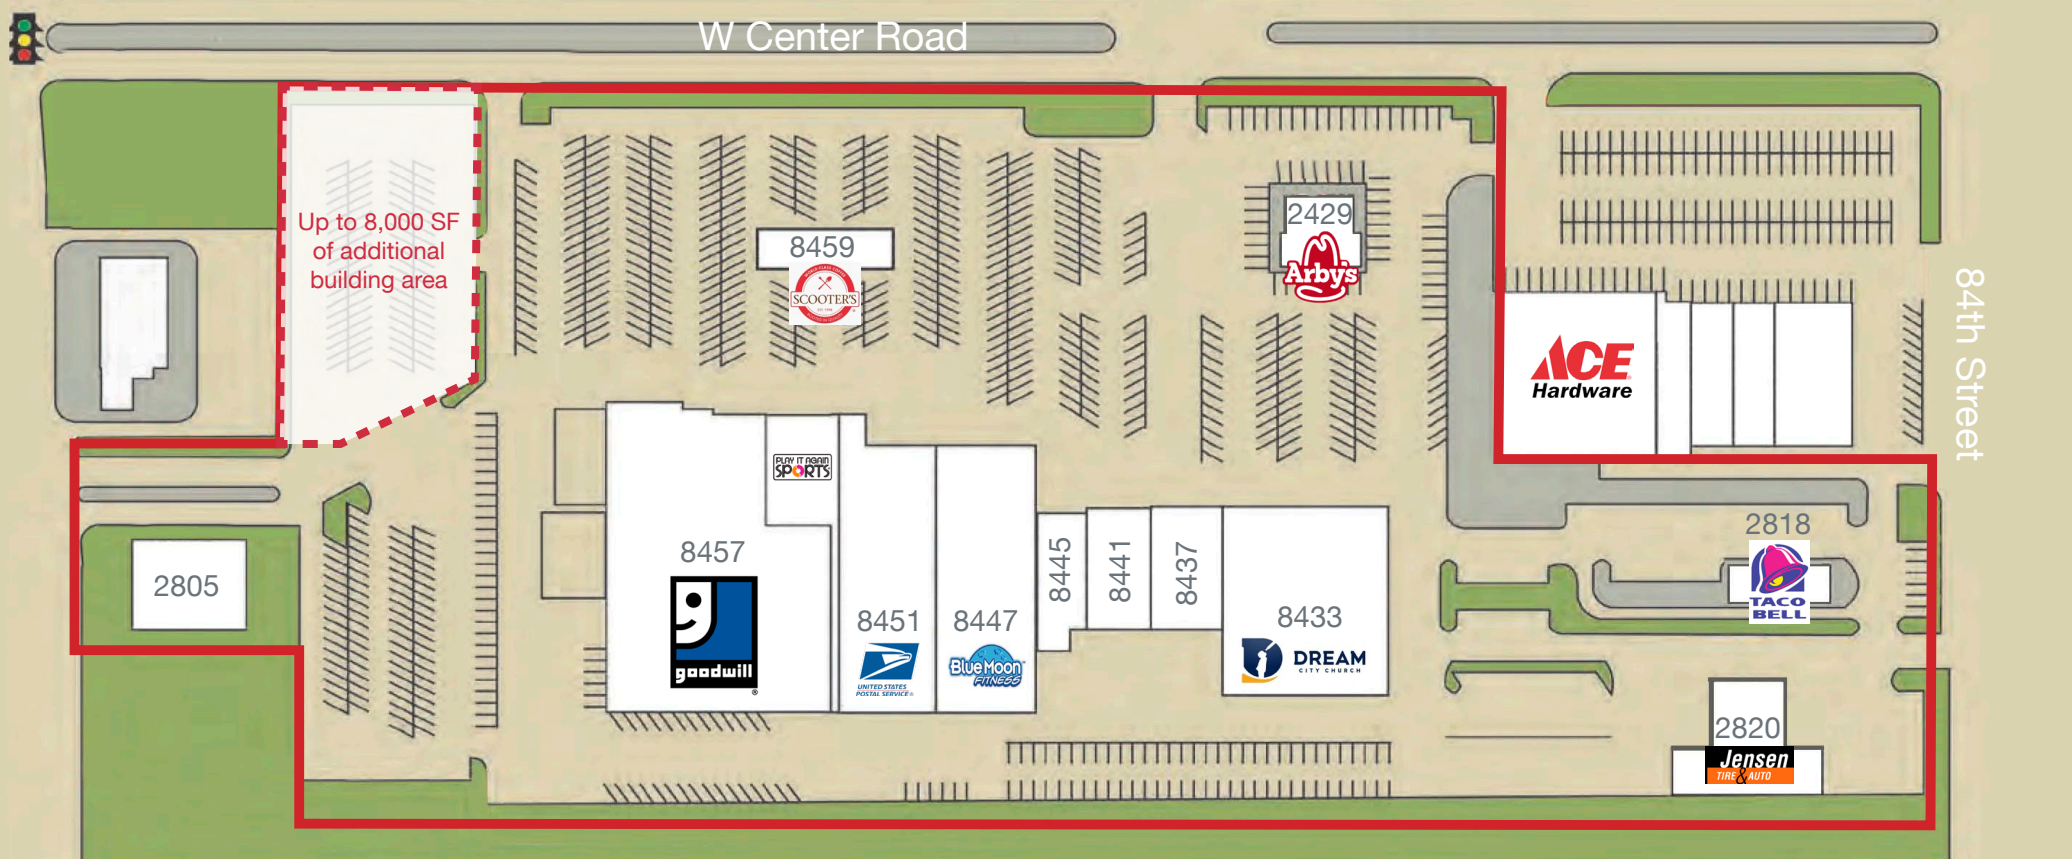 W Center Road
Up to 8,000 SF
of additional
building area
8459
SCOOTER'S
2429
Arby's
ACE
Hardware
84th Street
PLAY IT AGAIN
SPORTS
8457
goodwill
8451
UNITED STATES
POSTAL SERVICE
8447
Blue Moon
FITNESS
8445
8441
8437
8433
DREAM
CITY CHURCH
2805
2818
TACO
BELL
2820
Jensen
TIRE & AUTO